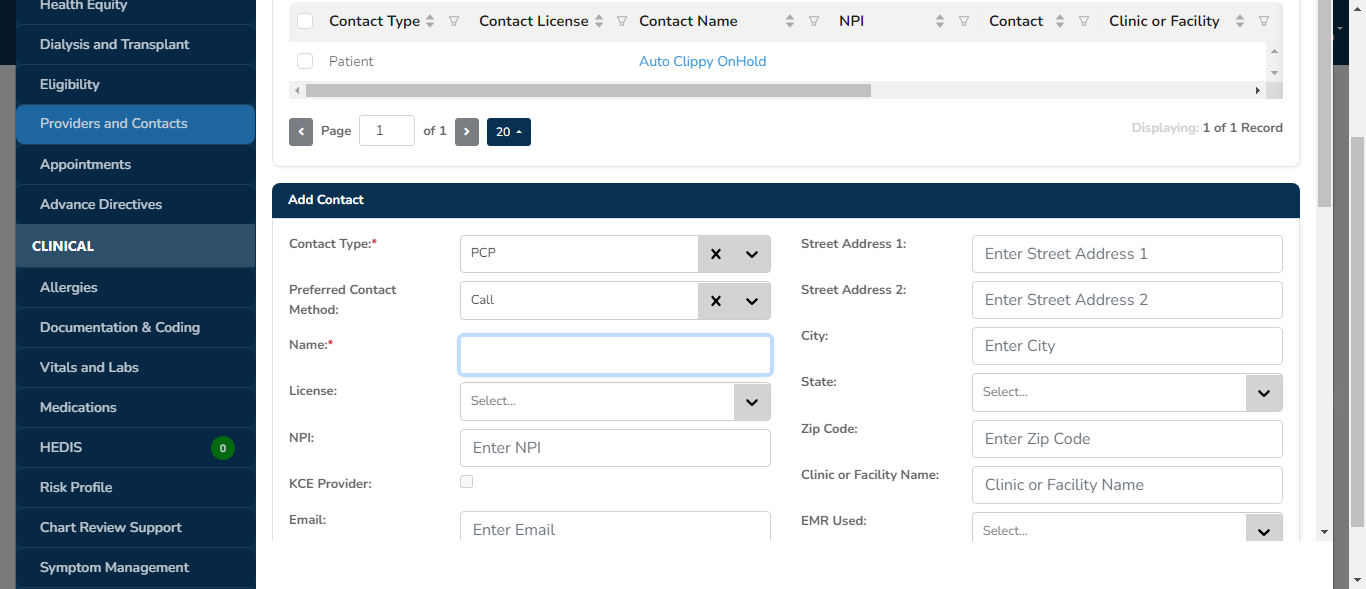 Health Equity
Dialysis and Transplant
Eligibility
Providers and Contacts
Appointments
Advance Directives
CLINICAL
Allergies
Documentation & Coding
Vitals and Labs
Medications
HEDIS 0
Risk Profile
Chart Review Support
Symptom Management
Contact Type Contact License Contact Name NPI Contact Clinic or Facility
Patient Auto Clippy OnHold
Page 1 of 1 20 Displaying: 1 of 1 Record
Add Contact
Contact Type:* PCP
Preferred Contact
Method: Call
Name:*
License: Select...
NPI: Enter NPI
KCE Provider:
Email: Enter Email
Street Address 1: Enter Street Address 1
Street Address 2: Enter Street Address 2
City: Enter City
State: Select...
Zip Code: Enter Zip Code
Clinic or Facility Name: Clinic or Facility Name
EMR Used: Select...